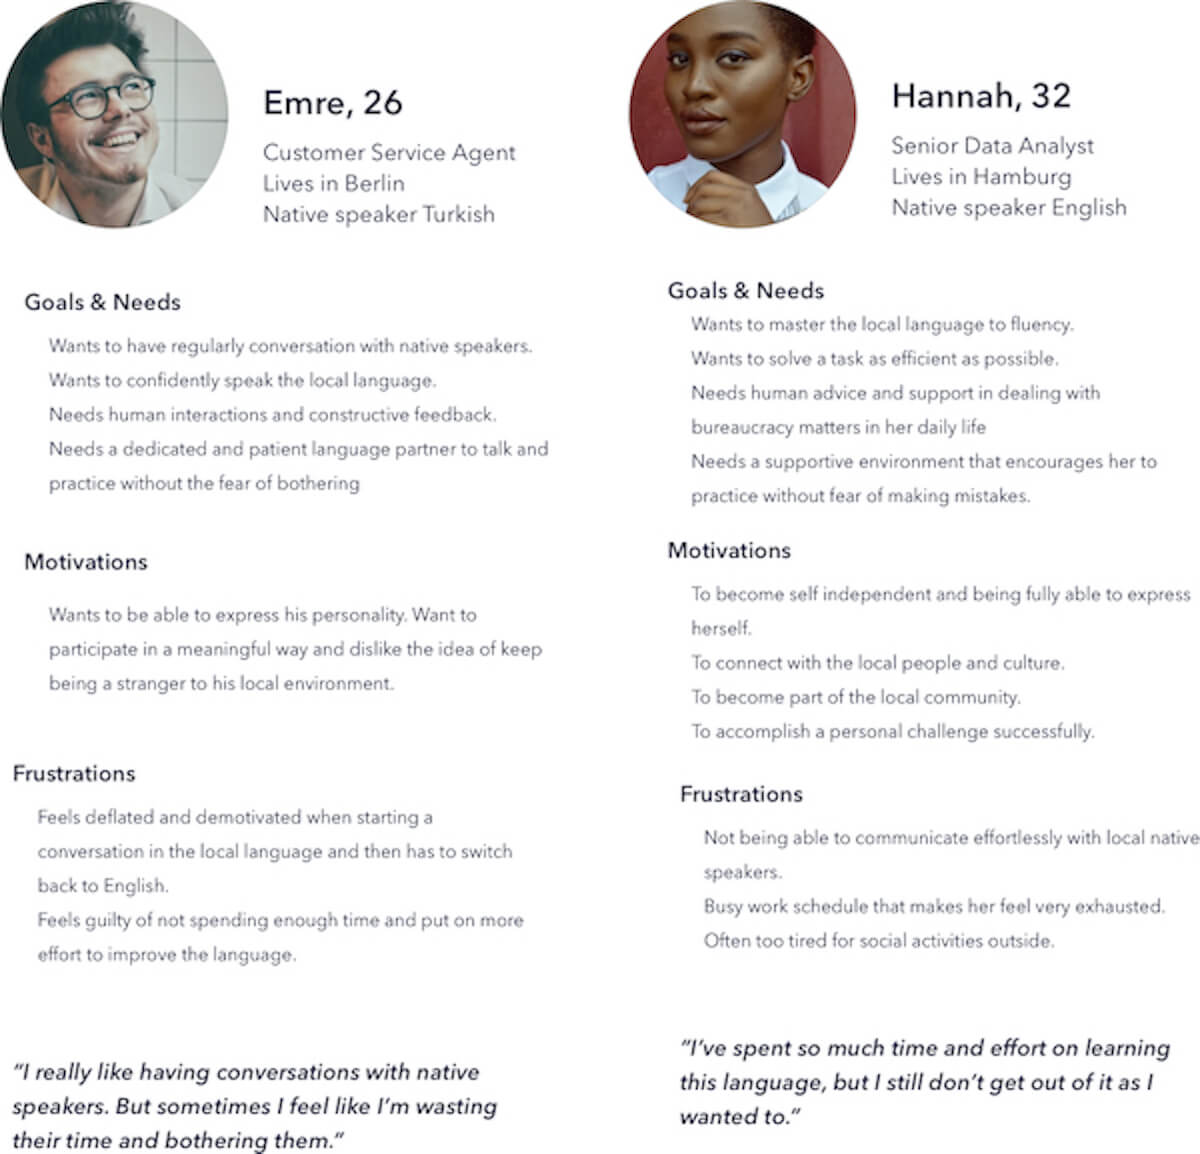 Emre, 26
Customer Service Agent
Lives in Berlin
Native speaker Turkish
Goals & Needs
Wants to have regularly conversation with native speakers.
Wants to confidently speak the local language.
Needs human interactions and constructive feedback.
Needs a dedicated and patient language partner to talk and
practice without the fear of bothering
Motivations
Wants to be able to express his personality. Want to
participate in a meaningful way and dislike the idea of keep
being a stranger to his local environment.
Frustrations
Feels deflated and demotivated when starting a
conversation in the local language and then has to switch
back to English.
Feels guilty of not spending enough time and put on more
effort to improve the language.
"I really like having conversations with native
speakers. But sometimes I feel like I'm wasting
their time and bothering them."
Hannah, 32
Senior Data Analyst
Lives in Hamburg
Native speaker English
Goals & Needs
Wants to master the local language to fluency.
Wants to solve a task as efficient as possible.
Needs human advice and support in dealing with
bureaucracy matters in her daily life
Needs a supportive environment that encourages her to
practice without fear of making mistakes.
Motivations
To become self independent and being fully able to express
herself.
To connect with the local people and culture.
To become part of the local community.
To accomplish a personal challenge successfully.
Frustrations
Not being able to communicate effortlessly with local native
speakers.
Busy work schedule that makes her feel very exhausted.
Often too tired for social activities outside.
"I've spent so much time and effort on learning
this language, but I still don't get out of it as I
wanted to."